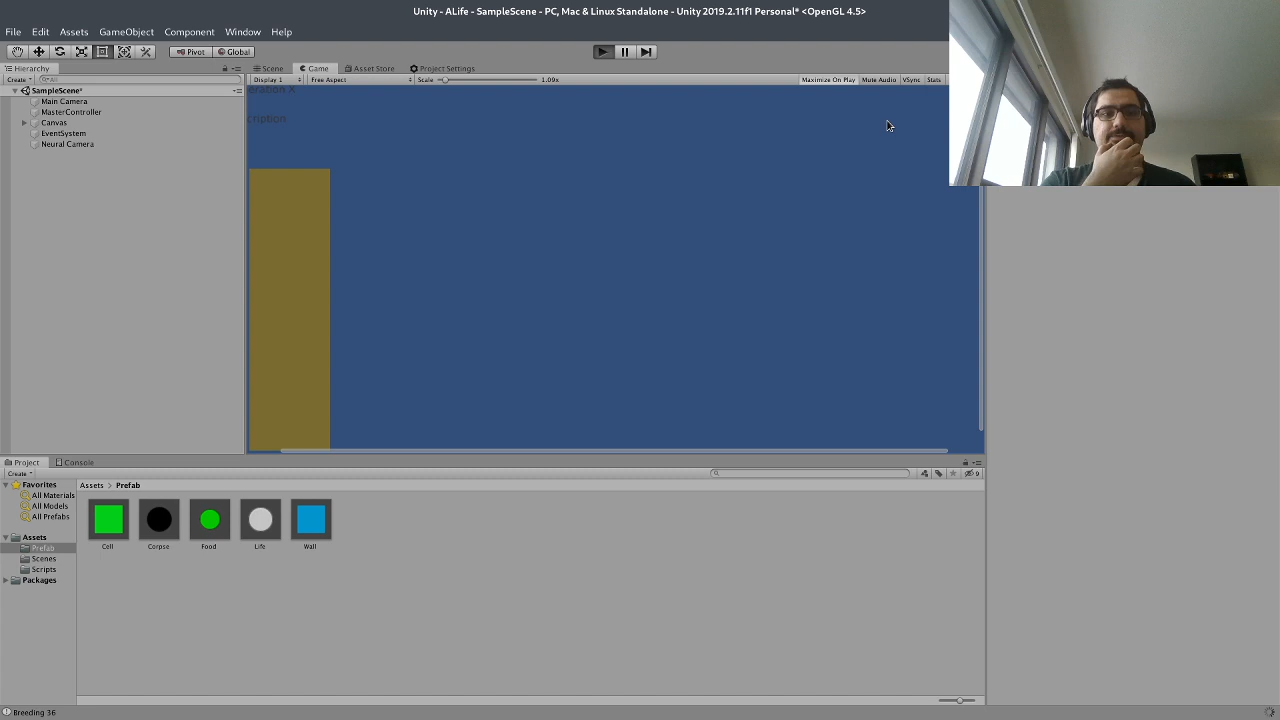 Unity - ALife - SampleScene - PC, Mac & Linux Standalone - Unity 2019.2.11f1 Personal* <OpenGL 4.5>
File Edit Assets GameObject Component Window Help
Pivot Global
Hierarchy
Create All
SampleScene*
Main Camera
MasterController
Canvas
EventSystem
Neural Camera
Scene Game Asset Store Project Settings
Display 1 Free Aspect Scale 1.09x Maximize On Play Mute Audio VSync Stats
eration X
cription
Project Console
Create 9
Favorites
All Materials
All Models
All Prefabs
Assets
Prefab
Scenes
Scripts
Packages
Assets > Prefab
Cell Corpse Food Life Wall
Breeding 36